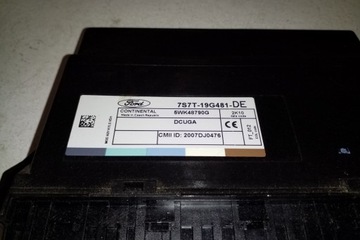 Ford
7S7T-19G481-DE
CONTINENTAL
Made in Czech Republic
5WK48790G
DCUGA
CMII ID: 2007DJ0476